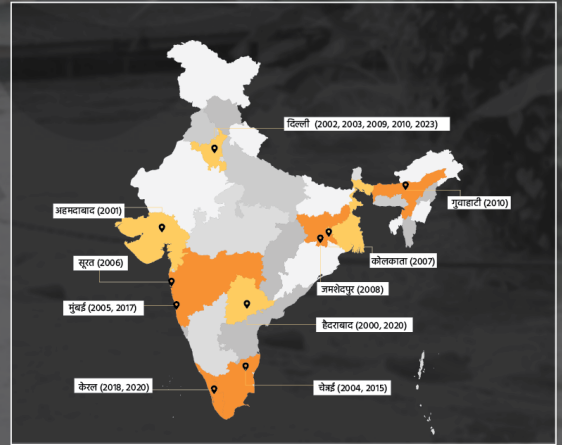 दिल्ली (2002, 2003, 2009, 2010, 2023)
गुवाहाटी (2010)
अहमदाबाद (2001)
कोलकाता (2007)
सूरत (2006)
जमशेदपुर (2008)
मुंबई (2005, 2017)
हैदराबाद (2000, 2020)
केरल (2018, 2020)
चेन्नई (2004, 2015)